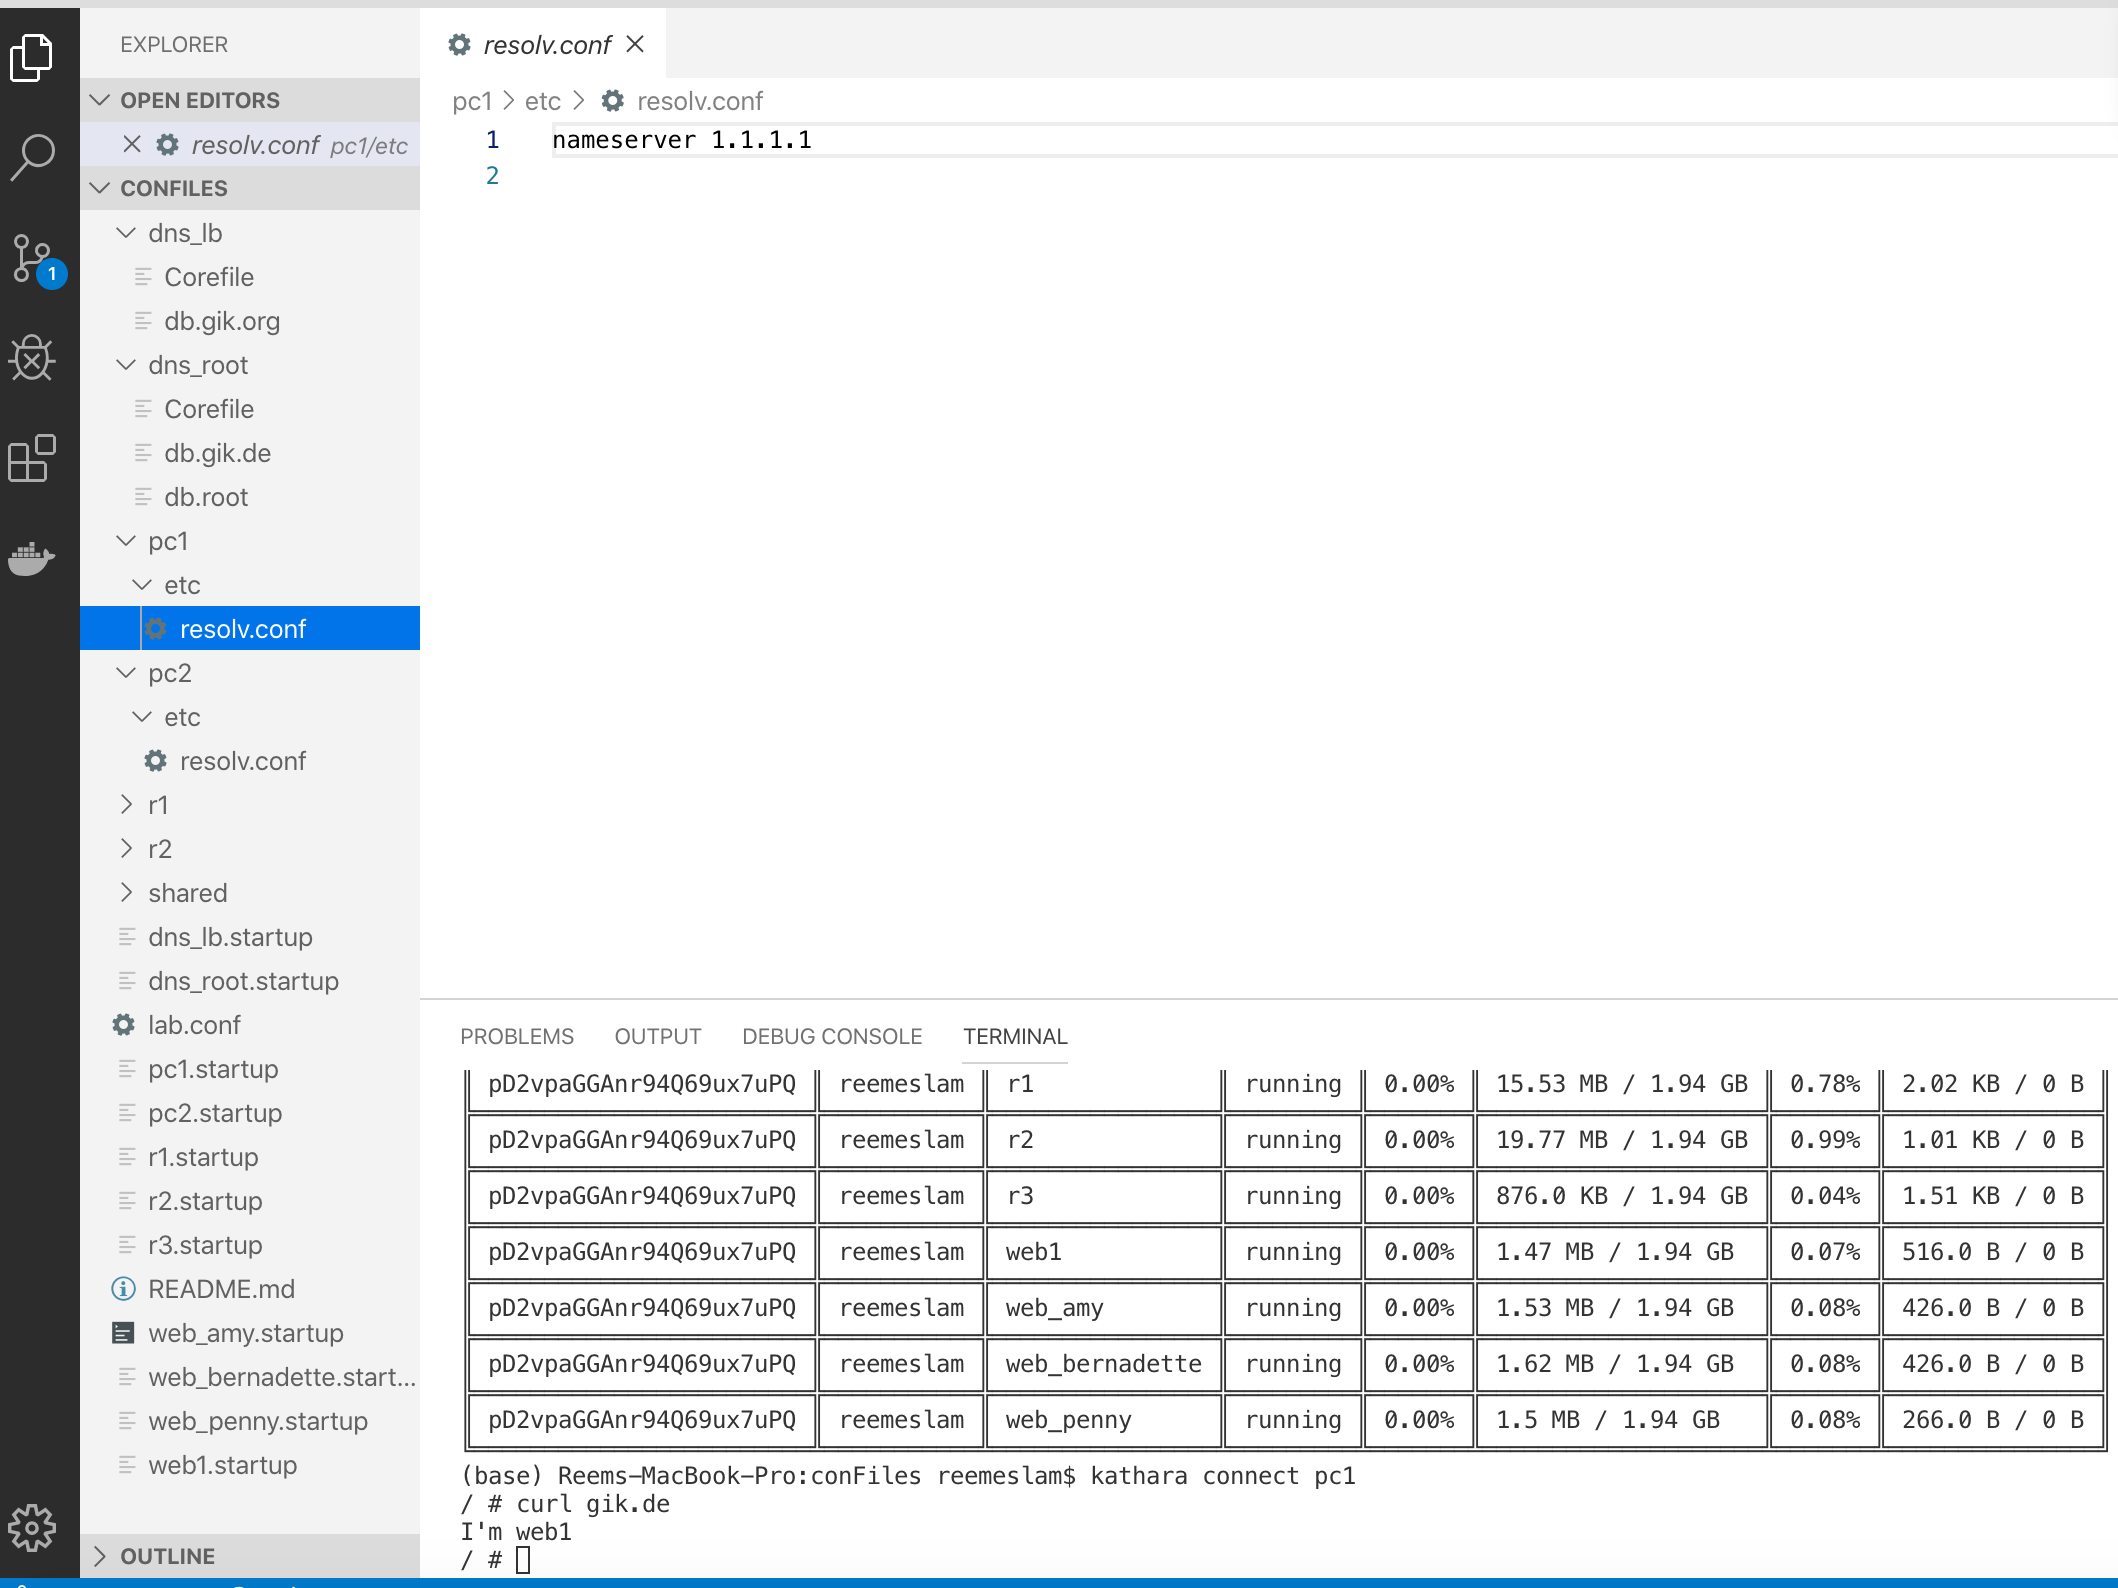 EXPLORER
OPEN EDITORS
resolv.conf pc1/etc
CONFILES
dns_lb
Corefile
db.gik.org
dns_root
Corefile
db.gik.de
db.root
pc1
etc
resolv.conf
pc2
etc
resolv.conf
r1
r2
shared
dns_lb.startup
dns_root.startup
lab.conf
pc1.startup
pc2.startup
r1.startup
r2.startup
r3.startup
README.md
web_amy.startup
web_bernadette.start...
web_penny.startup
web1.startup
OUTLINE
1
resolv.conf
pc1 > etc > resolv.conf
1 nameserver 1.1.1.1
2
PROBLEMS OUTPUT DEBUG CONSOLE TERMINAL
pD2vpaGGAnr94Q69ux7uPQ reemeslam r1 running 0.00% 15.53 MB / 1.94 GB 0.78% 2.02 KB / 0 B
pD2vpaGGAnr94Q69ux7uPQ reemeslam r2 running 0.00% 19.77 MB / 1.94 GB 0.99% 1.01 KB / 0 B
pD2vpaGGAnr94Q69ux7uPQ reemeslam r3 running 0.00% 876.0 KB / 1.94 GB 0.04% 1.51 KB / 0 B
pD2vpaGGAnr94Q69ux7uPQ reemeslam web1 running 0.00% 1.47 MB / 1.94 GB 0.07% 516.0 B / 0 B
pD2vpaGGAnr94Q69ux7uPQ reemeslam web_amy running 0.00% 1.53 MB / 1.94 GB 0.08% 426.0 B / 0 B
pD2vpaGGAnr94Q69ux7uPQ reemeslam web_bernadette running 0.00% 1.62 MB / 1.94 GB 0.08% 426.0 B / 0 B
pD2vpaGGAnr94Q69ux7uPQ reemeslam web_penny running 0.00% 1.5 MB / 1.94 GB 0.08% 266.0 B / 0 B
(base) Reems-MacBook-Pro:conFiles reemeslam$ kathara connect pc1
/ # curl gik.de
I'm web1
/ #